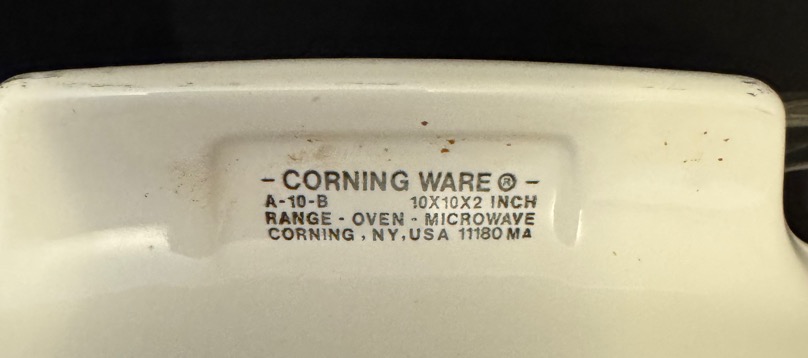 - CORNING WARE ® -
A-10-B 10X10X2 INCH
RANGE - OVEN - MICROWAVE
CORNING, NY, USA 11180 MA